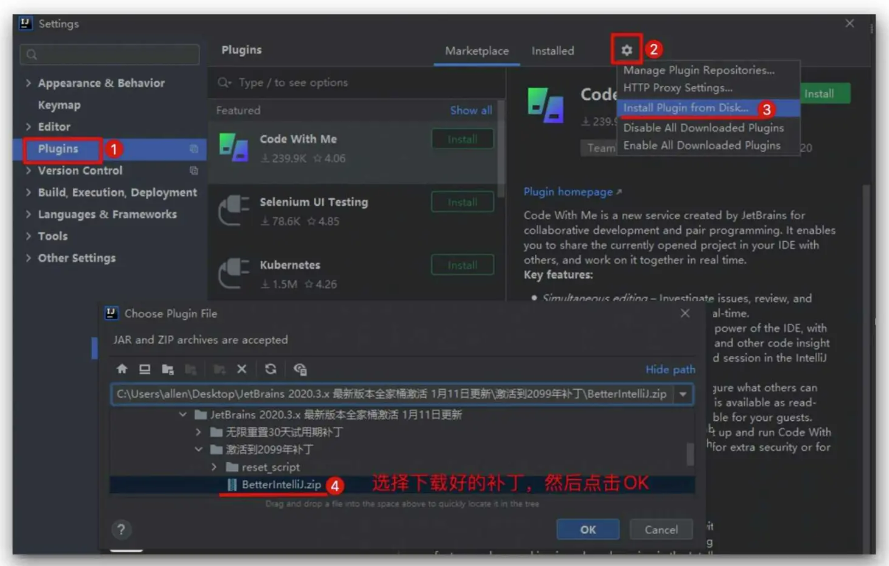 Settings
Plugins
Marketplace
Installed
2
Type / to see options
Appearance & Behavior
Keymap
Editor
Plugins
1
Version Control
Build, Execution, Deployment
Languages & Frameworks
Tools
Other Settings
Featured
Show all
Code With Me
239.9K
4.06
Install
Selenium UI Testing
78.6K
4.85
Install
Kubernetes
1.5M
4.26
Install
Manage Plugin Repositories...
HTTP Proxy Settings...
Install Plugin from Disk...
3
Disable All Downloaded Plugins
Enable All Downloaded Plugins
Code
Install
239.9
Team
20
Plugin homepage
Code With Me is a new service created by JetBrains for
collaborative development and pair programming. It enables
you to share the currently opened project in your IDE with
others, and work on it together in real time.
Key features:
Simultaneous editing – Investigate issues, review, and
al-time.
power of the IDE, with
and other code insight
d session in the IntelliJ
gure what others can
is available as read-
ble for your guests.
t up and run Code With
for extra security or for
Choose Plugin File
JAR and ZIP archives are accepted
Hide path
C:\Users\allen\Desktop\JetBrains 2020.3.x 最新版本全家桶激活 1月11日更新\激活到2099年补丁\BetterIntelliJ.zip
JetBrains 2020.3.x 最新版本全家桶激活 1月11日更新
无限重置30天试用期补丁
激活到2099年补丁
reset_script
BetterIntelliJ.zip
4
选择下载好的补丁，然后点击OK
Drag and drop a file into the space above to quickly locate it in the tree
?
OK
Cancel